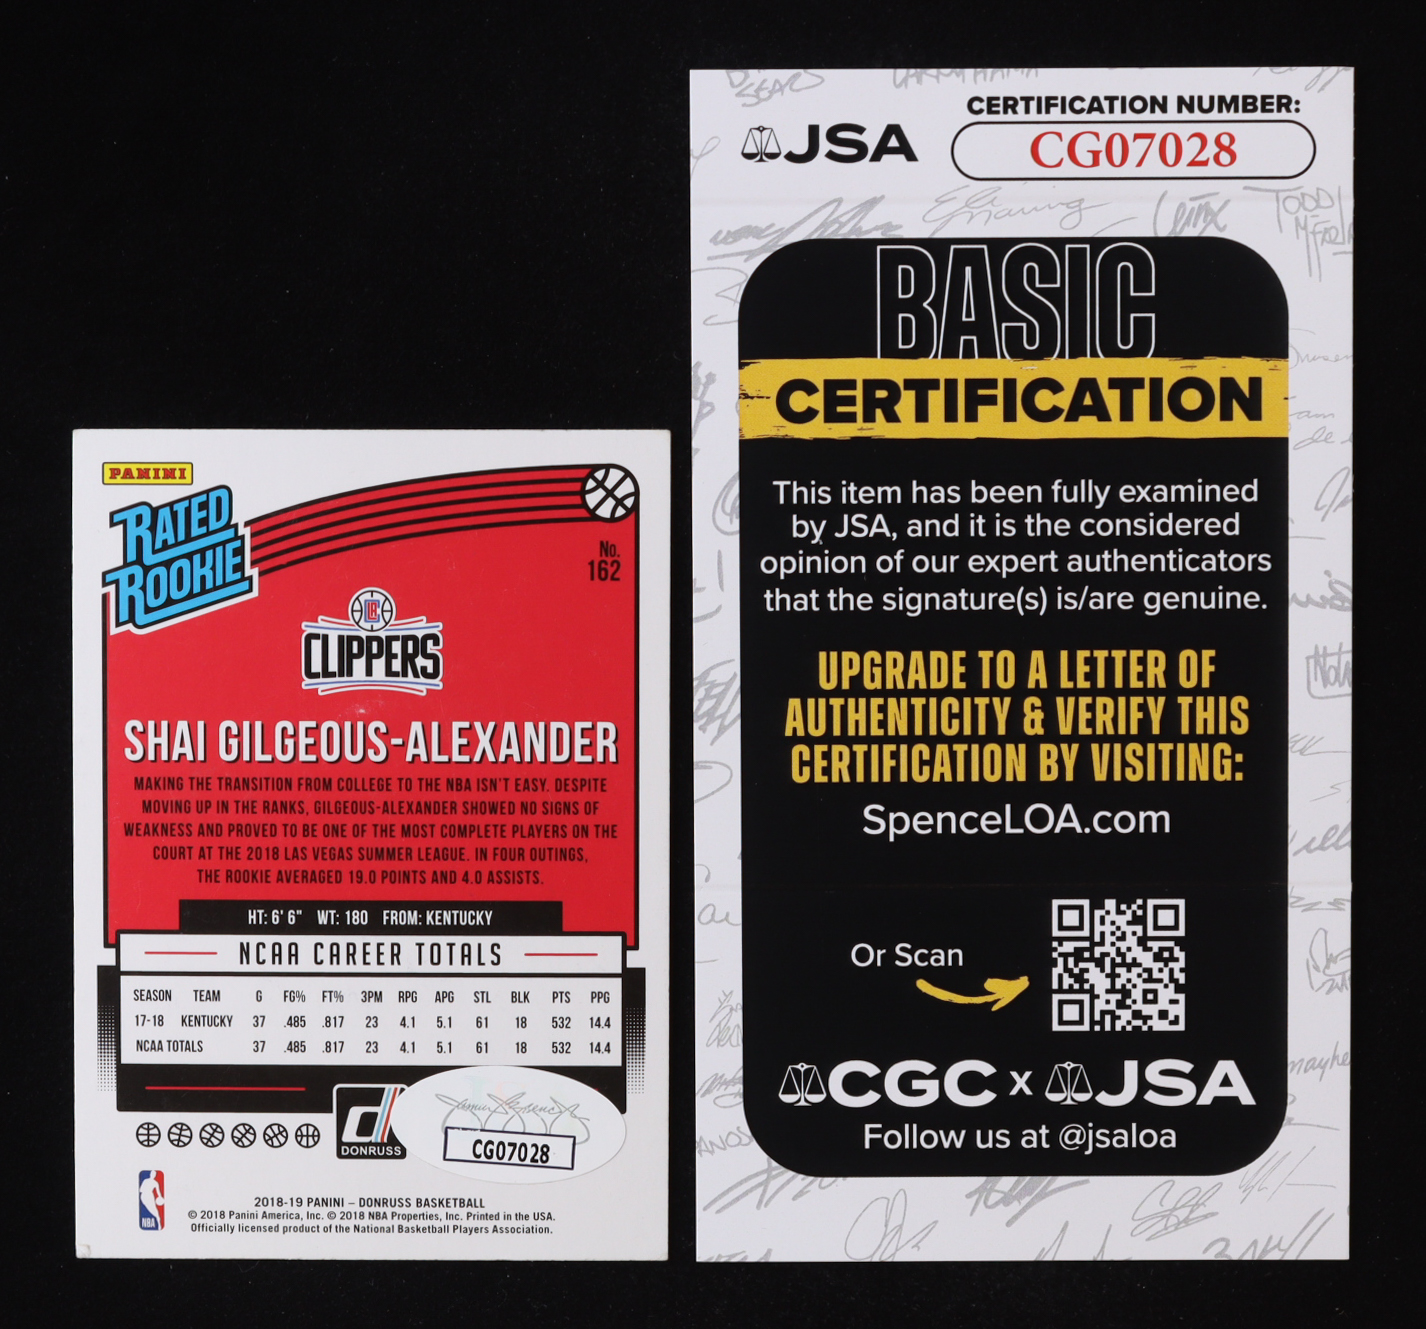 PANINI
RATED
ROOKIE
No.
162
LA
CLIPPERS
SHAI GILGEOUS-ALEXANDER
MAKING THE TRANSITION FROM COLLEGE TO THE NBA ISN'T EASY. DESPITE
MOVING UP IN THE RANKS, GILGEOUS-ALEXANDER SHOWED NO SIGNS OF
WEAKNESS AND PROVED TO BE ONE OF THE MOST COMPLETE PLAYERS ON THE
COURT AT THE 2018 LAS VEGAS SUMMER LEAGUE. IN FOUR OUTINGS,
THE ROOKIE AVERAGED 19.0 POINTS AND 4.0 ASSISTS.
HT: 6' 6" WT: 180 FROM: KENTUCKY
NCAA CAREER TOTALS
SEASON TEAM G FG% FT% 3PM RPG APG STL BLK PTS PPG
17-18 KENTUCKY 37 .485 .817 23 4.1 5.1 61 18 532 14.4
NCAA TOTALS 37 .485 .817 23 4.1 5.1 61 18 532 14.4
d
DONRUSS
CG07028
NBA
2018-19 PANINI – DONRUSS BASKETBALL
© 2018 Panini America, Inc. © 2018 NBA Properties, Inc. Printed in the USA.
Officially licensed product of the National Basketball Players Association.
JSA
CERTIFICATION NUMBER:
CG07028
BASIC
CERTIFICATION
This item has been fully examined
by JSA, and it is the considered
opinion of our expert authenticators
that the signature(s) is/are genuine.
UPGRADE TO A LETTER OF
AUTHENTICITY & VERIFY THIS
CERTIFICATION BY VISITING:
SpenceLOA.com
Or Scan
CGC x JSA
Follow us at @jsaloa